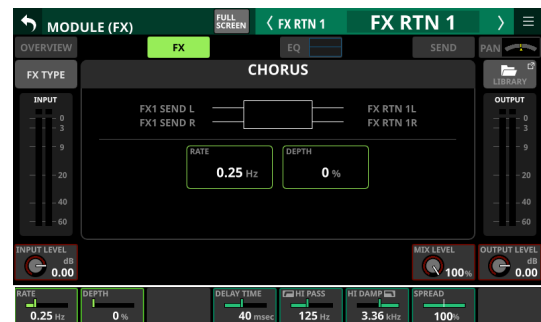 MODULE (FX)
FULL SCREEN
FX RTN 1
FX RTN 1
OVERVIEW
FX
EQ
SEND
PAN
FX TYPE
CHORUS
LIBRARY
INPUT
OUTPUT
0
3
9
20
40
60
FX1 SEND L
FX1 SEND R
FX RTN 1L
FX RTN 1R
RATE
0.25 Hz
DEPTH
0 %
0
3
9
20
40
60
INPUT LEVEL
dB
0.00
MIX LEVEL
100%
OUTPUT LEVEL
dB
0.00
RATE
0.25 Hz
DEPTH
0 %
DELAY TIME
40 msec
HI PASS
125 Hz
HI DAMP
3.36 kHz
SPREAD
100%